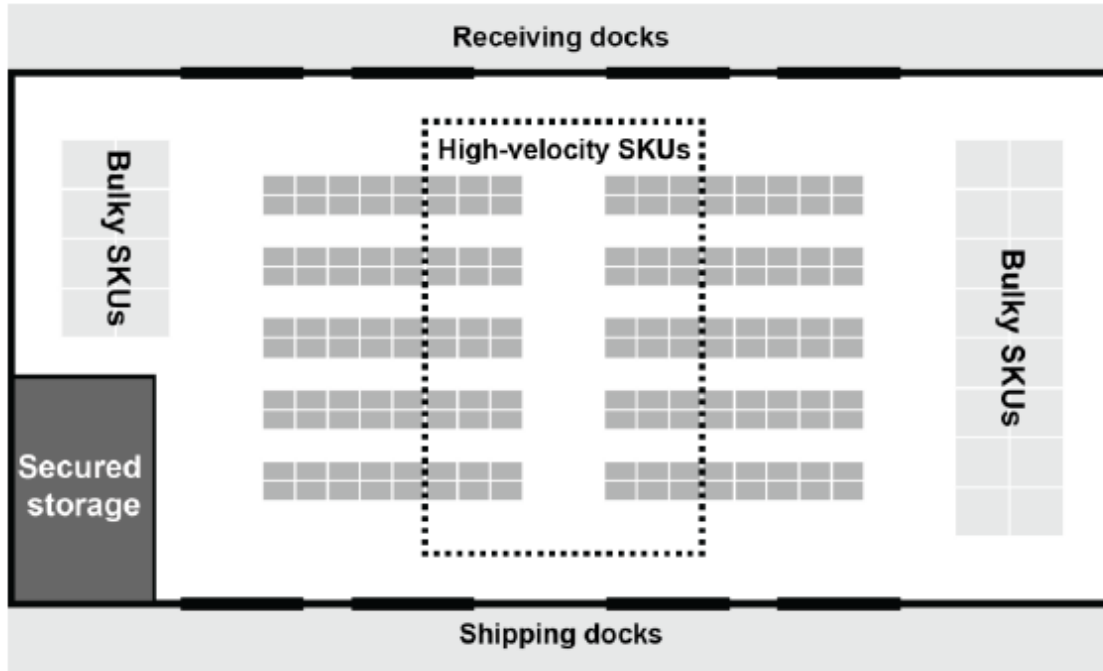 Receiving docks
High-velocity SKUs
Bulky SKUs
Bulky SKUs
Secured
storage
Shipping docks